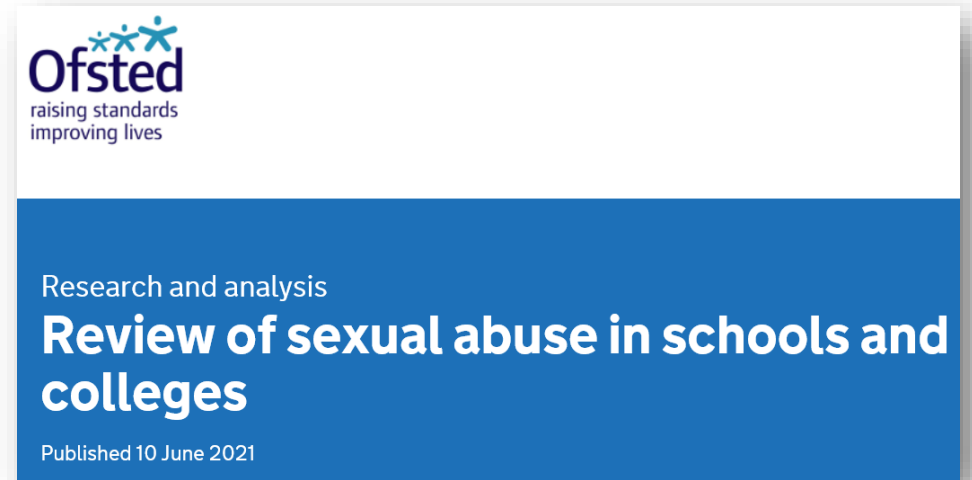 Ofsted
raising standards
improving lives
Research and analysis
Review of sexual abuse in schools and
colleges
Published 10 June 2021